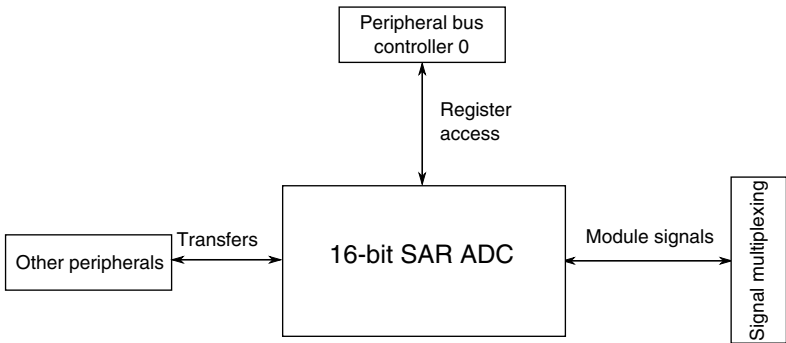 Peripheral bus
controller 0
Register
access
Transfers
Other peripherals
16-bit SAR ADC
Module signals
Signal multiplexing